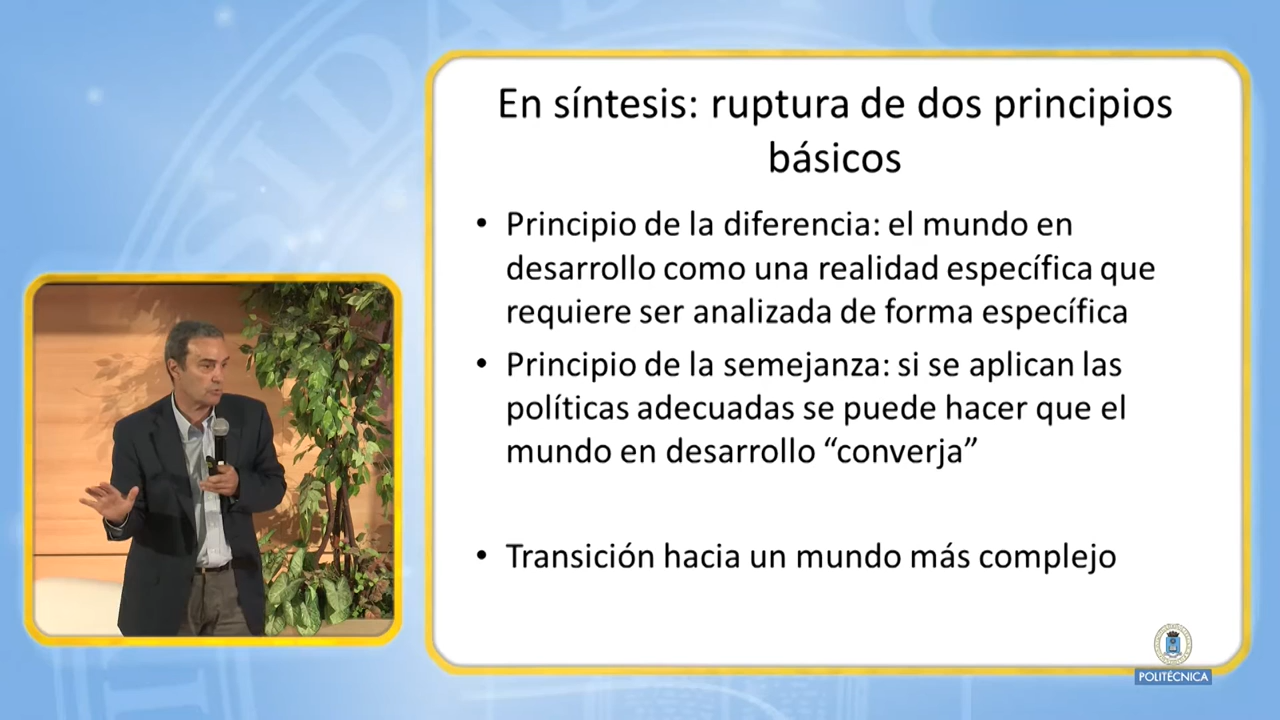 En síntesis: ruptura de dos principios
básicos
• Principio de la diferencia: el mundo en
desarrollo como una realidad específica que
requiere ser analizada de forma específica
• Principio de la semejanza: si se aplican las
políticas adecuadas se puede hacer que el
mundo en desarrollo “converja”
• Transición hacia un mundo más complejo
POLITÉCNICA